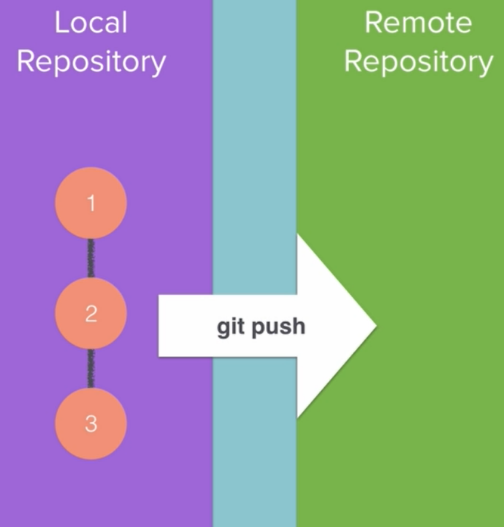 Local
Repository
Remote
Repository
1
2
git push
3